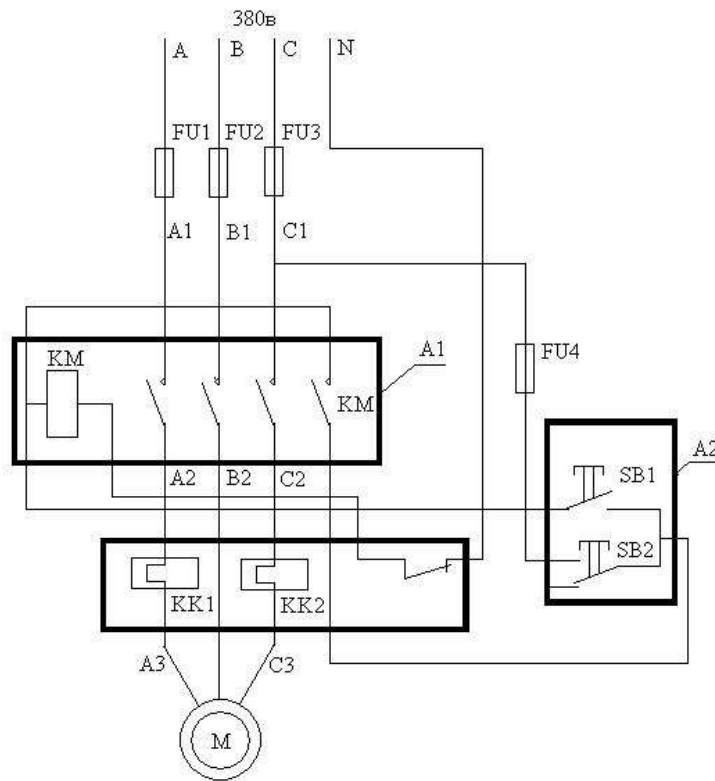 380в
A B C N
FU1 FU2 FU3
A1 B1 C1
KM
A1
FU4
KM
A2 B2 C2
A2
SB1
SB2
KK1 KK2
A3 C3
M